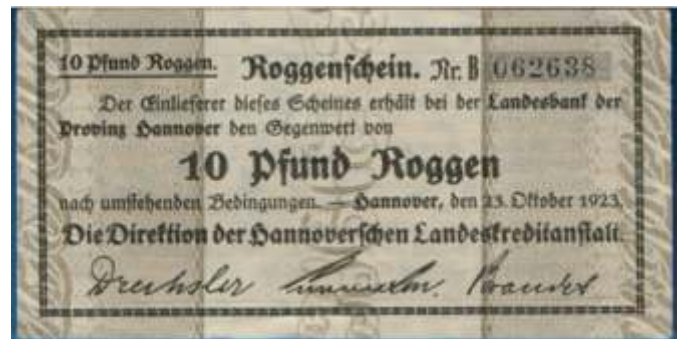 10 Pfund Roggen. Roggenschein. Nr. B 062638
Der Einlieferer dieses Scheines erhält bei der Landesbank der
Provinz Hannover den Gegenwert von
10 Pfund Roggen
nach umstehenden Bedingungen. — Hannover, den 23. Oktober 1923.
Die Direktion der Hannoverschen Landeskreditanstalt.
Drechsler Brandes